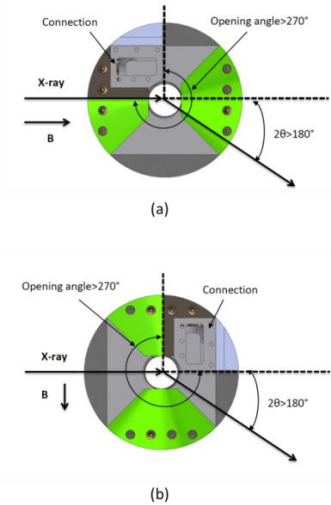 Connection
Opening angle>270°
X-ray
B
2θ>180°
(a)
Opening angle>270°
Connection
X-ray
B
2θ>180°
(b)